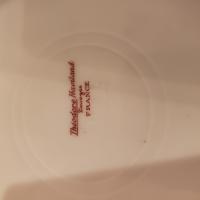 Theodore Haviland
Limoges
FRANCE